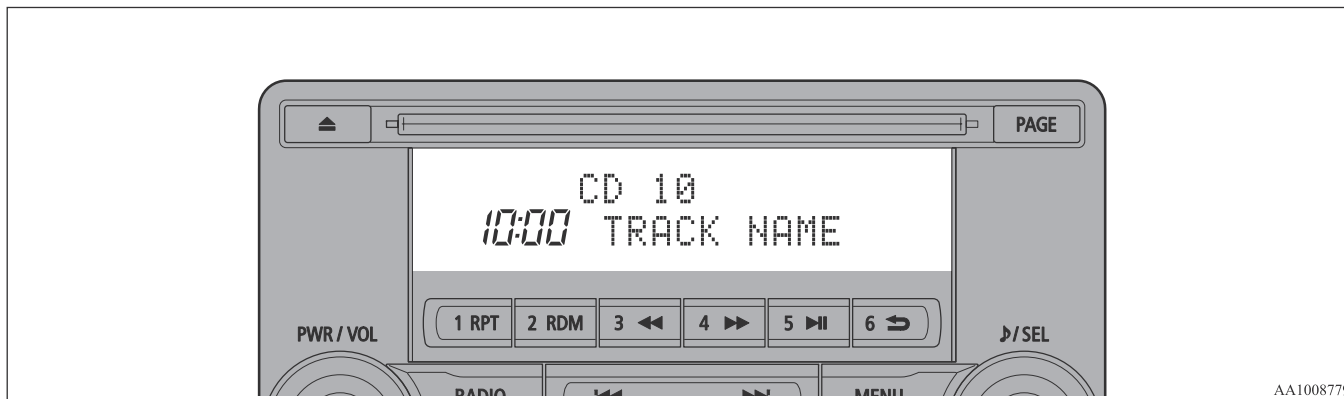 PAGE
CD 10
10:00 TRACK NAME
1 RPT 2 RDM 3 4 5 6
PWR / VOL
♪/ SEL
RADIO
MENU
AA1008779